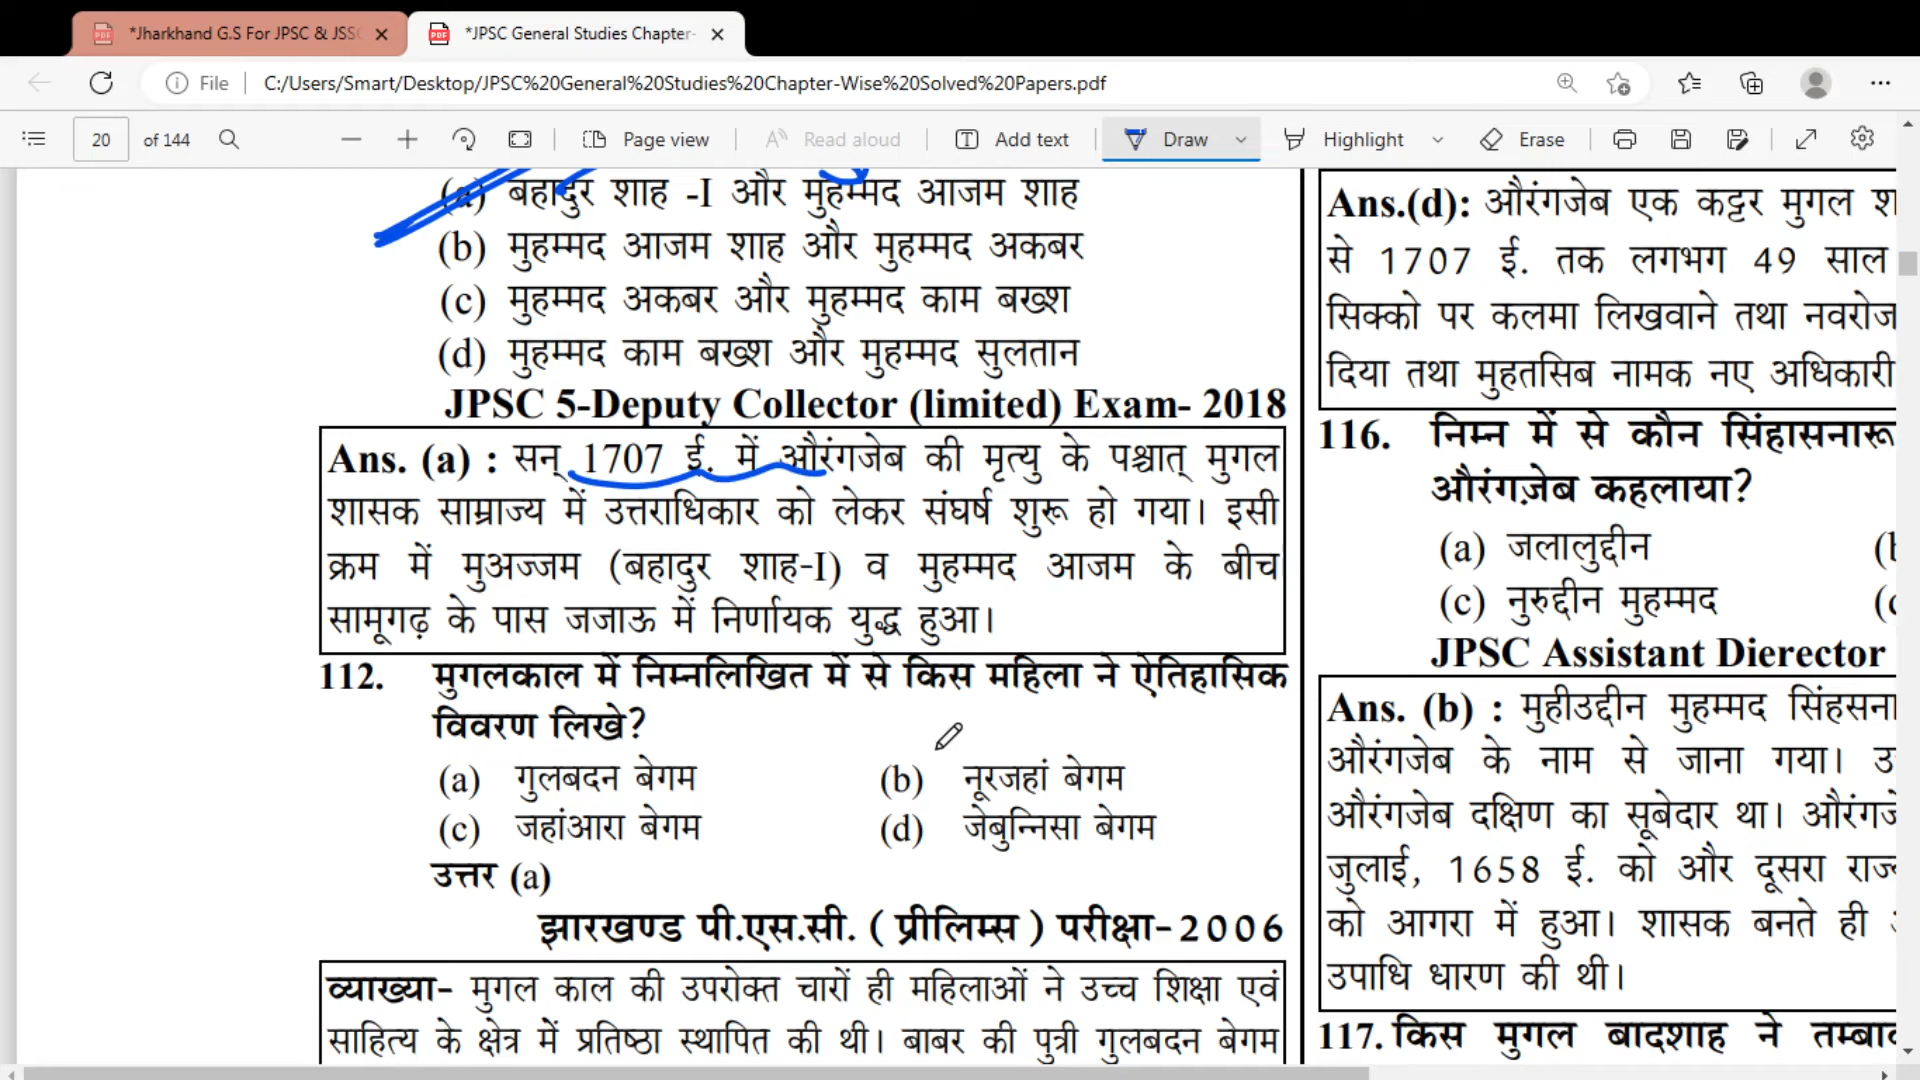 *Jharkhand G.S For JPSC & JSSC
*JPSC General Studies Chapter-
File
C:/Users/Smart/Desktop/JPSC%20General%20Studies%20Chapter-Wise%20Solved%20Papers.pdf
20 of 144
Page view
Read aloud
Add text
Draw
Highlight
Erase
(a) बहादुर शाह -I और मुहम्मद आजम शाह
(b) मुहम्मद आजम शाह और मुहम्मद अकबर
(c) मुहम्मद अकबर और मुहम्मद काम बख्श
(d) मुहम्मद काम बख्श और मुहम्मद सुलतान
JPSC 5-Deputy Collector (limited) Exam- 2018
Ans. (a) : सन् 1707 ई. में औरंगजेब की मृत्यु के पश्चात् मुगल
शासक साम्राज्य में उत्तराधिकार को लेकर संघर्ष शुरू हो गया। इसी
क्रम में मुअज्जम (बहादुर शाह-I) व मुहम्मद आजम के बीच
सामूगढ़ के पास जजाऊ में निर्णायक युद्ध हुआ।
112. मुगलकाल में निम्नलिखित में से किस महिला ने ऐतिहासिक
विवरण लिखे?
(a) गुलबदन बेगम (b) नूरजहां बेगम
(c) जहांआरा बेगम (d) जेबुन्निसा बेगम
उत्तर (a)
झारखण्ड पी.एस.सी. ( प्रीलिम्स ) परीक्षा-2006
व्याख्या- मुगल काल की उपरोक्त चारों ही महिलाओं ने उच्च शिक्षा एवं
साहित्य के क्षेत्र में प्रतिष्ठा स्थापित की थी। बाबर की पुत्री गुलबदन बेगम
Ans.(d): औरंगजेब एक कट्टर मुगल श
से 1707 ई. तक लगभग 49 साल
सिक्को पर कलमा लिखवाने तथा नवरोज
दिया तथा मुहतसिब नामक नए अधिकारी
116. निम्न में से कौन सिंहासनारू
औरंगज़ेब कहलाया?
(a) जलालुद्दीन
(c) नुरुद्दीन मुहम्मद
JPSC Assistant Dierector
Ans. (b) : मुहीउद्दीन मुहम्मद सिंहसना
औरंगजेब के नाम से जाना गया। उ
औरंगजेब दक्षिण का सूबेदार था। औरंगजे
जुलाई, 1658 ई. को और दूसरा राज्
को आगरा में हुआ। शासक बनते ही
उपाधि धारण की थी।
117. किस मुगल बादशाह ने तम्बा